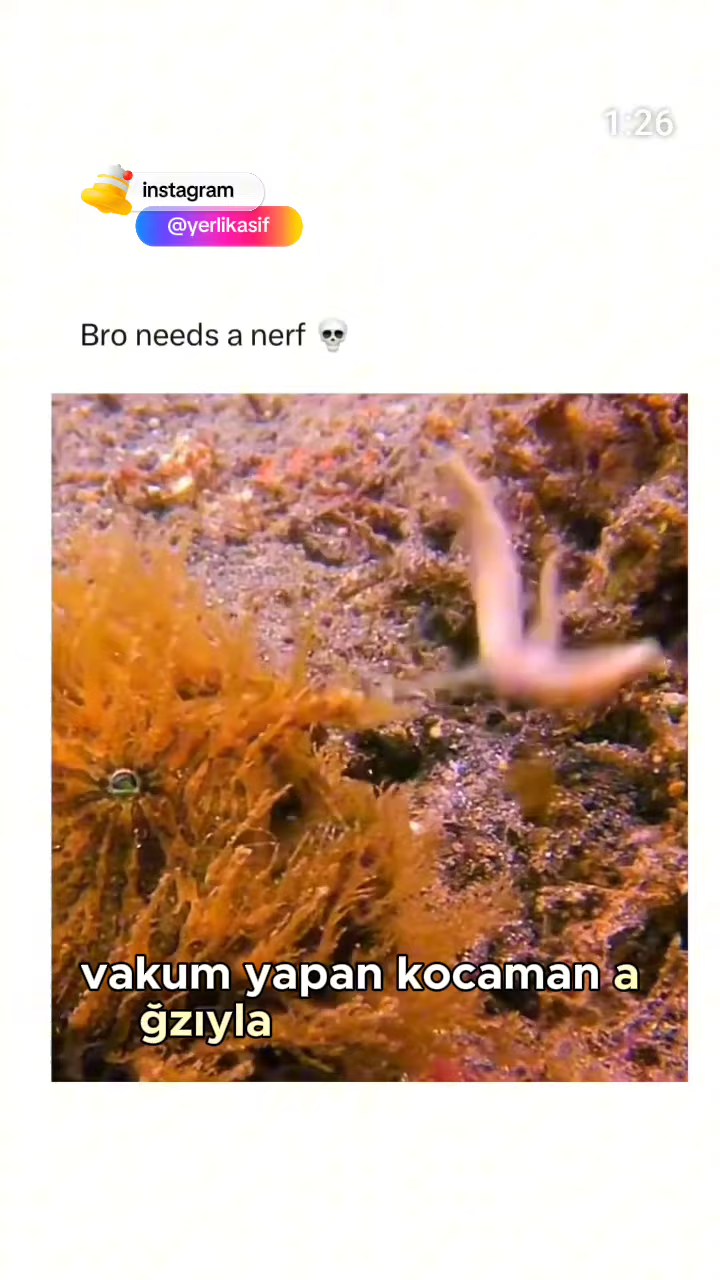 1:26
instagram
@yerlikasif
Bro needs a nerf 💀
vakum yapan kocaman a
ğzıyla